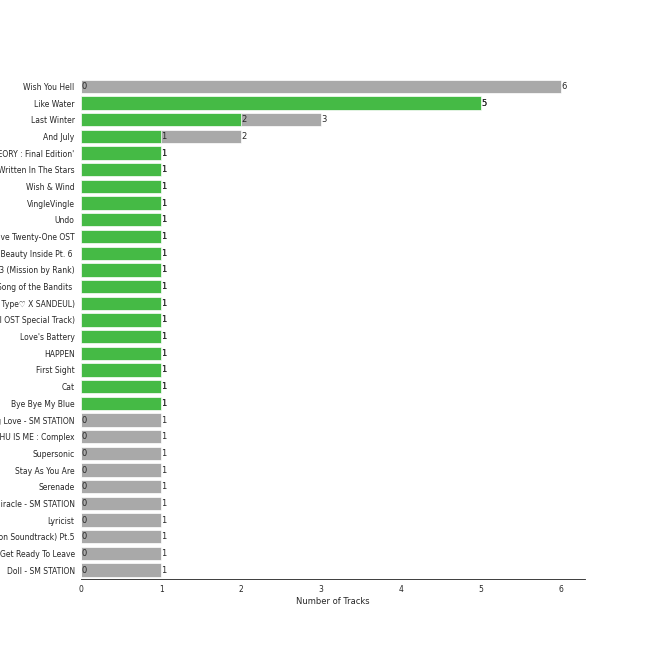 Wish You Hell 0 6
Like Water 5
Last Winter 2 3
And July 1 2
EORY : Final Edition' 1
Written In The Stars 1
Wish & Wind 1
VingleVingle 1
Undo 1
ve Twenty-One OST 1
Beauty Inside Pt. 6 1
3 (Mission by Rank) 1
Song of the Bandits 1
Type♡ X SANDEUL) 1
OST Special Track) 1
Love's Battery 1
HAPPEN 1
First Sight 1
Cat 1
Bye Bye My Blue 1
Love - SM STATION 0 1
HU IS ME : Complex 0 1
Supersonic 0 1
Stay As You Are 0 1
Serenade 0 1
iracle - SM STATION 0 1
Lyricist 0 1
on Soundtrack) Pt.5 0 1
Get Ready To Leave 0 1
Doll - SM STATION 0 1
0 1 2 3 4 5 6
Number of Tracks